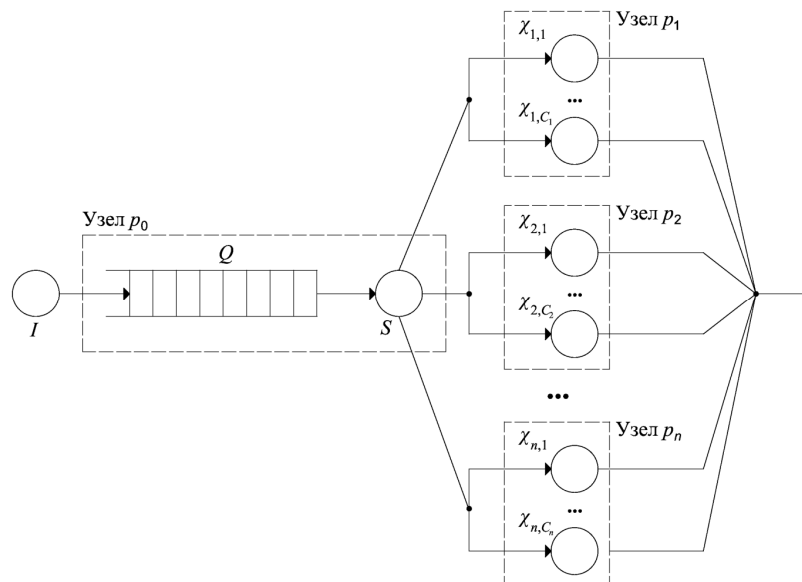 χ1,1
Узел p1
...
χ1,C1
Узел p0
Q
I
S
χ2,1
Узел p2
...
χ2,C2
...
χn,1
Узел pn
...
χn,Cn